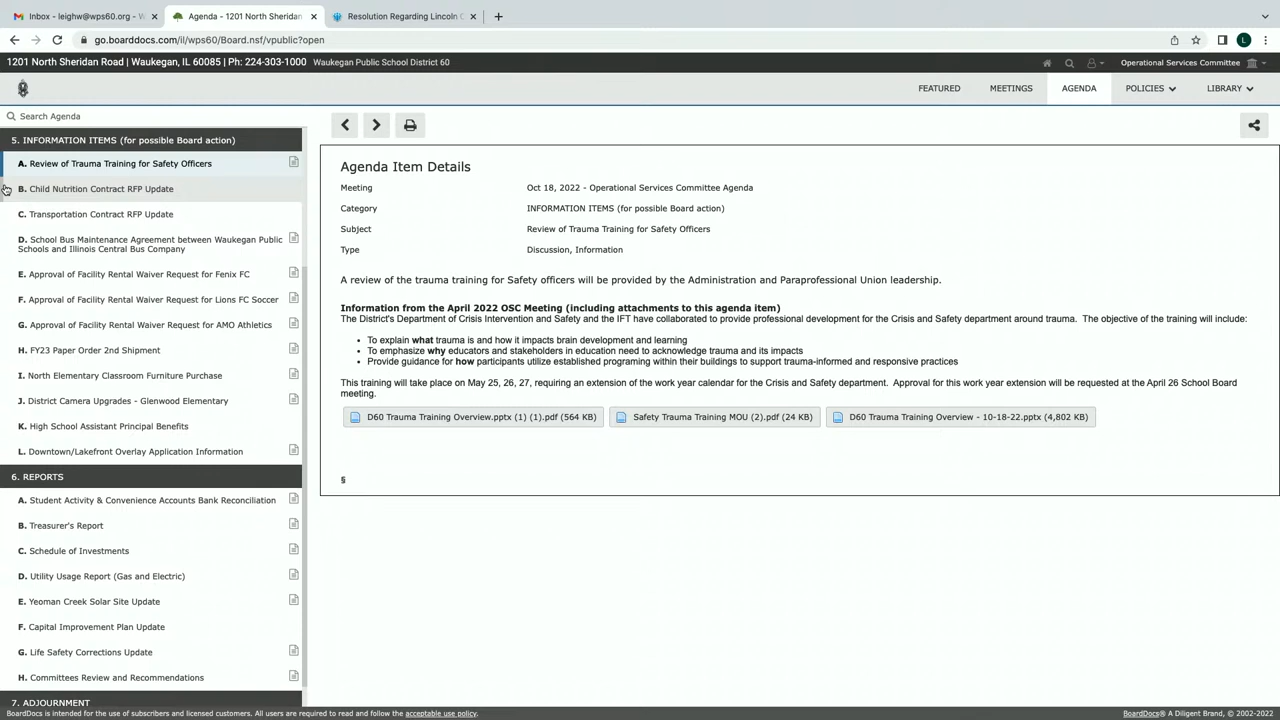 Inbox - leighw@wps60.org - W
Agenda - 1201 North Sheridan
Resolution Regarding Lincoln C
go.boarddocs.com/il/wps60/Board.nsf/vpublic?open
L
1201 North Sheridan Road | Waukegan, IL 60085 | Ph: 224-303-1000 Waukegan Public School District 60
Operational Services Committee
FEATURED MEETINGS AGENDA POLICIES LIBRARY
Search Agenda
5. INFORMATION ITEMS (for possible Board action)
A. Review of Trauma Training for Safety Officers
B. Child Nutrition Contract RFP Update
C. Transportation Contract RFP Update
D. School Bus Maintenance Agreement between Waukegan Public
Schools and Illinois Central Bus Company
E. Approval of Facility Rental Waiver Request for Fenix FC
F. Approval of Facility Rental Waiver Request for Lions FC Soccer
G. Approval of Facility Rental Waiver Request for AMO Athletics
H. FY23 Paper Order 2nd Shipment
I. North Elementary Classroom Furniture Purchase
J. District Camera Upgrades - Glenwood Elementary
K. High School Assistant Principal Benefits
L. Downtown/Lakefront Overlay Application Information
6. REPORTS
A. Student Activity & Convenience Accounts Bank Reconciliation
B. Treasurer's Report
C. Schedule of Investments
D. Utility Usage Report (Gas and Electric)
E. Yeoman Creek Solar Site Update
F. Capital Improvement Plan Update
G. Life Safety Corrections Update
H. Committees Review and Recommendations
7. ADJOURNMENT
Agenda Item Details
Meeting Oct 18, 2022 - Operational Services Committee Agenda
Category INFORMATION ITEMS (for possible Board action)
Subject Review of Trauma Training for Safety Officers
Type Discussion, Information
A review of the trauma training for Safety officers will be provided by the Administration and Paraprofessional Union leadership.
Information from the April 2022 OSC Meeting (including attachments to this agenda item)
The District's Department of Crisis Intervention and Safety and the IFT have collaborated to provide professional development for the Crisis and Safety department around trauma. The objective of the training will include:
• To explain what trauma is and how it impacts brain development and learning
• To emphasize why educators and stakeholders in education need to acknowledge trauma and its impacts
• Provide guidance for how participants utilize established programing within their buildings to support trauma-informed and responsive practices
This training will take place on May 25, 26, 27, requiring an extension of the work year calendar for the Crisis and Safety department. Approval for this work year extension will be requested at the April 26 School Board
meeting.
D60 Trauma Training Overview.pptx (1) (1).pdf (564 KB)
Safety Trauma Training MOU (2).pdf (24 KB)
D60 Trauma Training Overview - 10-18-22.pptx (4,802 KB)
§
BoardDocs is intended for the use of subscribers and licensed customers. All users are required to read and follow the acceptable use policy.
BoardDocs® A Diligent Brand, © 2002-2022